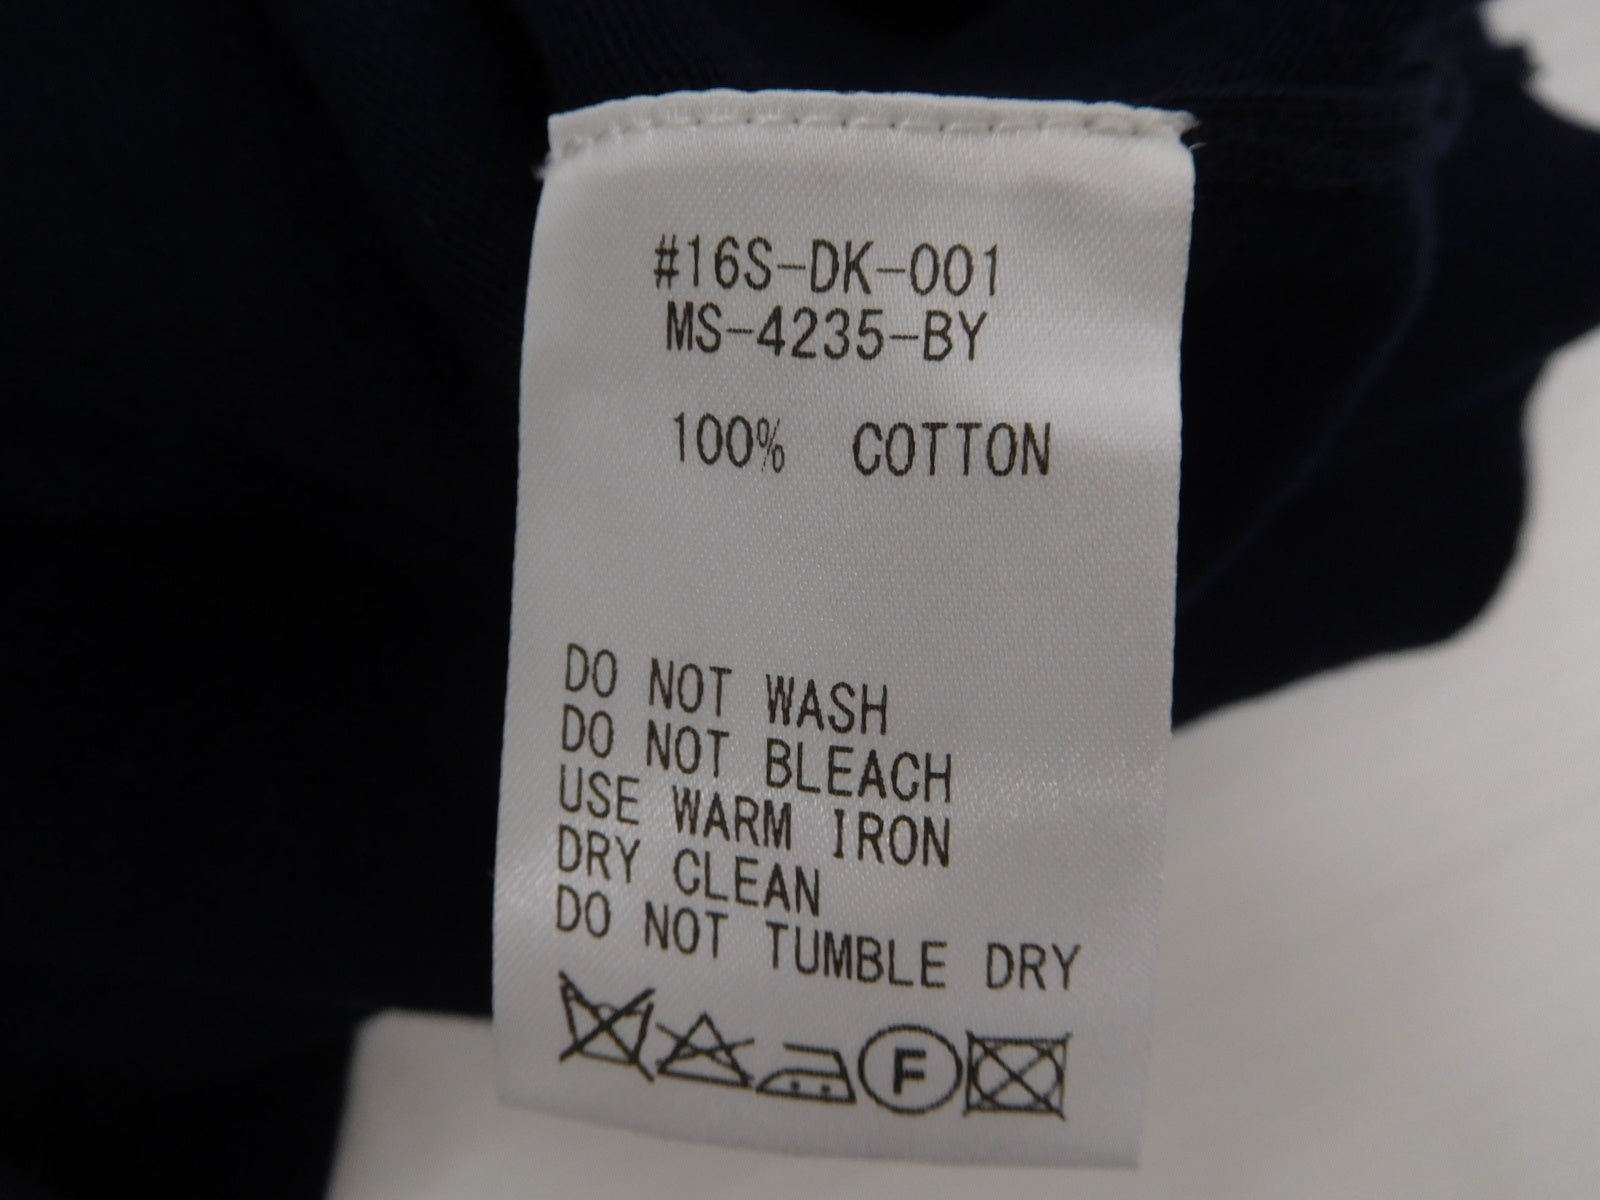 #16S-DK-001
MS-4235-BY
100% COTTON
DO NOT WASH
DO NOT BLEACH
USE WARM IRON
DRY CLEAN
DO NOT TUMBLE DRY
F